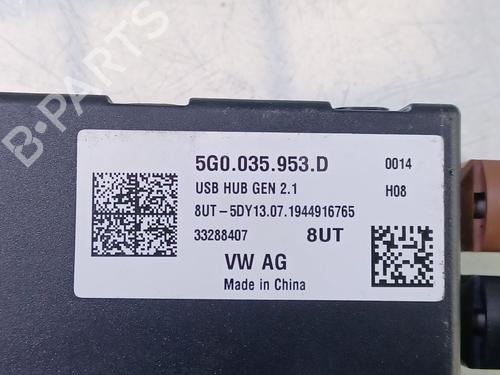 B-PARTS
5G0.035.953.D 0014
USB HUB GEN 2.1 H08
8UT-5DY13.07.1944916765
33288407 8UT
VW AG
Made in China